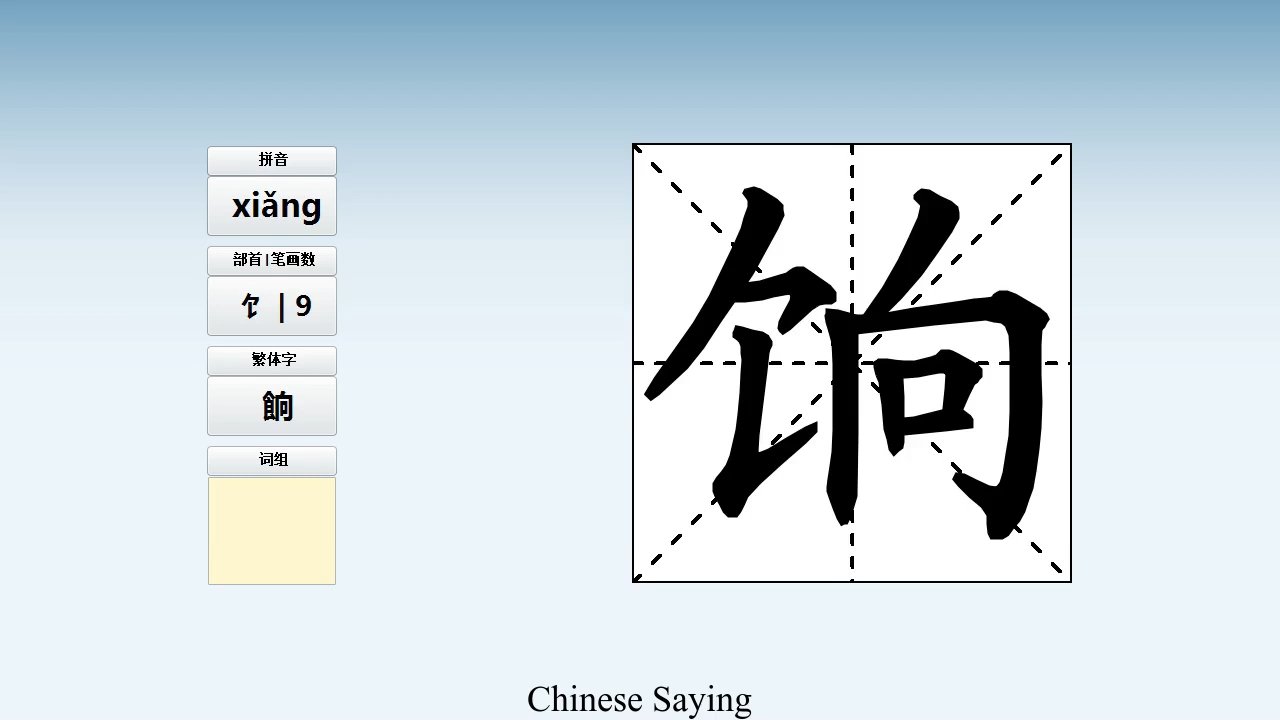 拼音
xiǎng
部首|笔画数
饣 | 9
繁体字
餉
词组
饷
Chinese Saying